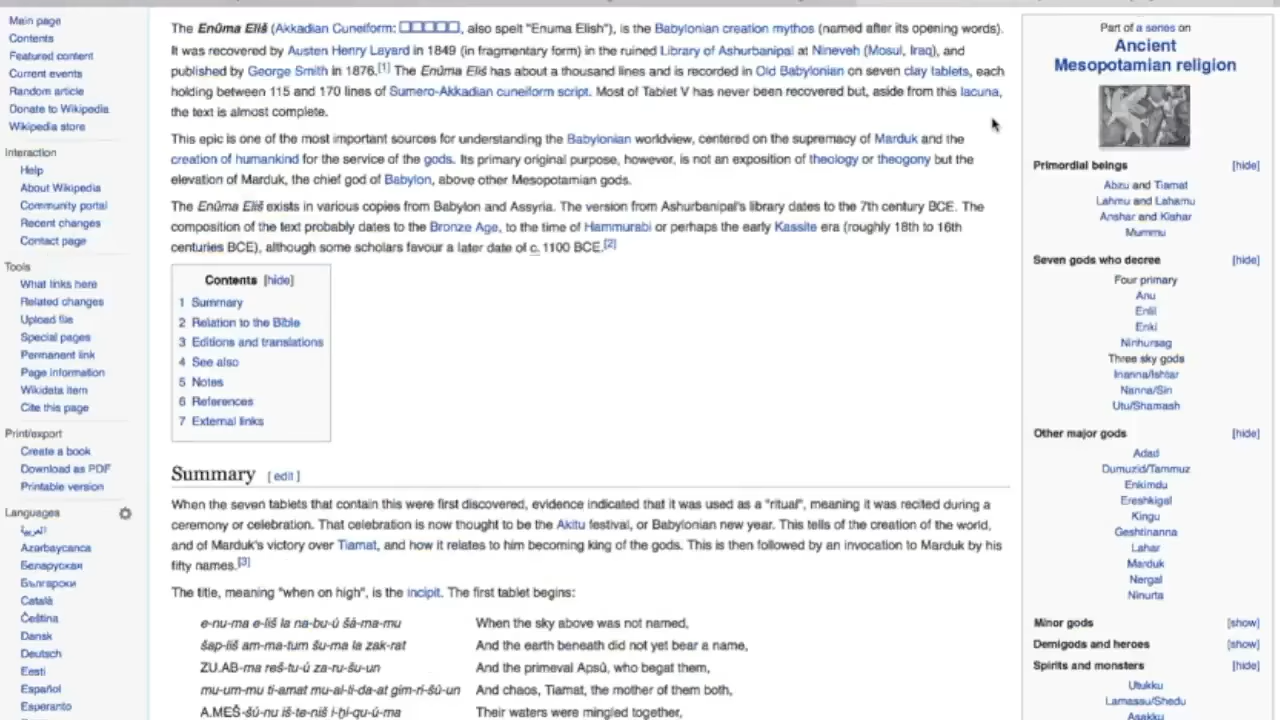 Main page
Contents
Featured content
Current events
Random article
Donate to Wikipedia
Wikipedia store
Interaction
Help
About Wikipedia
Community portal
Recent changes
Contact page
Tools
What links here
Related changes
Upload file
Special pages
Permanent link
Page information
Wikidata item
Cite this page
Print/export
Create a book
Download as PDF
Printable version
Languages
العربية
Azərbaycanca
Беларуская
Български
Català
Čeština
Dansk
Deutsch
Eesti
Español
Esperanto
The Enûma Eliš (Akkadian Cuneiform: □□□□□, also spelt "Enuma Elish"), is the Babylonian creation mythos (named after its opening words).
It was recovered by Austen Henry Layard in 1849 (in fragmentary form) in the ruined Library of Ashurbanipal at Nineveh (Mosul, Iraq), and
published by George Smith in 1876.[1] The Enûma Eliš has about a thousand lines and is recorded in Old Babylonian on seven clay tablets, each
holding between 115 and 170 lines of Sumero-Akkadian cuneiform script. Most of Tablet V has never been recovered but, aside from this lacuna,
the text is almost complete.
This epic is one of the most important sources for understanding the Babylonian worldview, centered on the supremacy of Marduk and the
creation of humankind for the service of the gods. Its primary original purpose, however, is not an exposition of theology or theogony but the
elevation of Marduk, the chief god of Babylon, above other Mesopotamian gods.
The Enûma Eliš exists in various copies from Babylon and Assyria. The version from Ashurbanipal's library dates to the 7th century BCE. The
composition of the text probably dates to the Bronze Age, to the time of Hammurabi or perhaps the early Kassite era (roughly 18th to 16th
centuries BCE), although some scholars favour a later date of c. 1100 BCE.[2]
Contents [hide]
1 Summary
2 Relation to the Bible
3 Editions and translations
4 See also
5 Notes
6 References
7 External links
Summary [ edit ]
When the seven tablets that contain this were first discovered, evidence indicated that it was used as a "ritual", meaning it was recited during a
ceremony or celebration. That celebration is now thought to be the Akitu festival, or Babylonian new year. This tells of the creation of the world,
and of Marduk's victory over Tiamat, and how it relates to him becoming king of the gods. This is then followed by an invocation to Marduk by his
fifty names.[3]
The title, meaning "when on high", is the incipit. The first tablet begins:
e-nu-ma e-liš la na-bu-ú šá-ma-mu When the sky above was not named,
šap-liš am-ma-tum šu-ma la zak-rat And the earth beneath did not yet bear a name,
ZU.AB-ma reš-tu-ú za-ru-šu-un And the primeval Apsû, who begat them,
mu-um-mu ti-amat mu-al-li-da-at gim-ri-šú-un And chaos, Tiamat, the mother of them both,
A.MEŠ-šú-nu iš-te-niš i-ḫi-qu-ú-ma Their waters were mingled together,
Part of a series on
Ancient
Mesopotamian religion
Primordial beings [hide]
Abzu and Tiamat
Lahmu and Lahamu
Anshar and Kishar
Mummu
Seven gods who decree [hide]
Four primary
Anu
Enlil
Enki
Ninhursag
Three sky gods
Inanna/Ishtar
Nanna/Sin
Utu/Shamash
Other major gods [hide]
Adad
Dumuzid/Tammuz
Enkimdu
Ereshkigal
Kingu
Geshtinanna
Lahar
Marduk
Nergal
Ninurta
Minor gods [show]
Demigods and heroes [show]
Spirits and monsters [hide]
Utukku
Lamassu/Shedu
Asakku